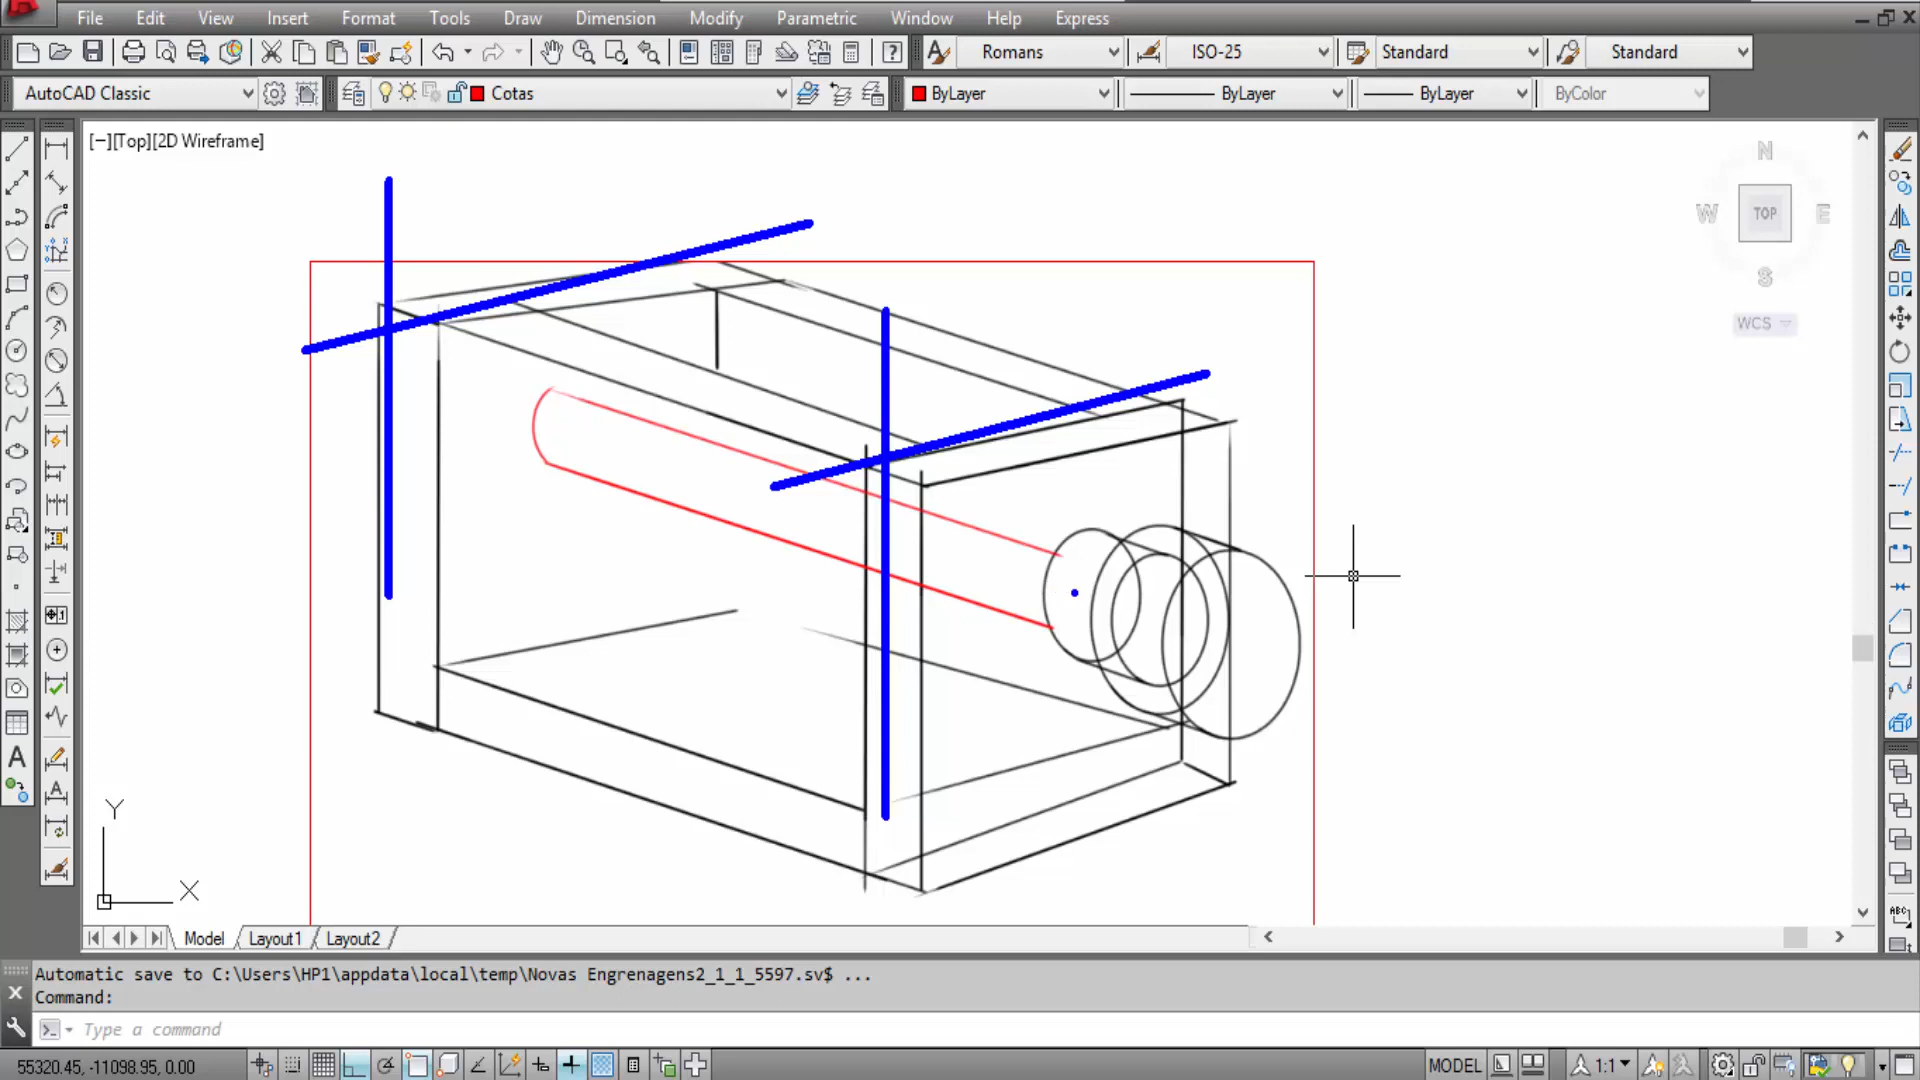 File Edit View Insert Format Tools Draw Dimension Modify Parametric Window Help Express
Romans ISO-25 Standard Standard
AutoCAD Classic Cotas ByLayer ByLayer ByLayer ByColor
[−][Top][2D Wireframe]
N
W TOP E
S
WCS
Y
X
Model Layout1 Layout2
Automatic save to C:\Users\HP1\appdata\local\temp\Novas Engrenagens2_1_1_5597.sv$ ...
Command:
Type a command
55320.45, -11098.95, 0.00 MODEL 1:1